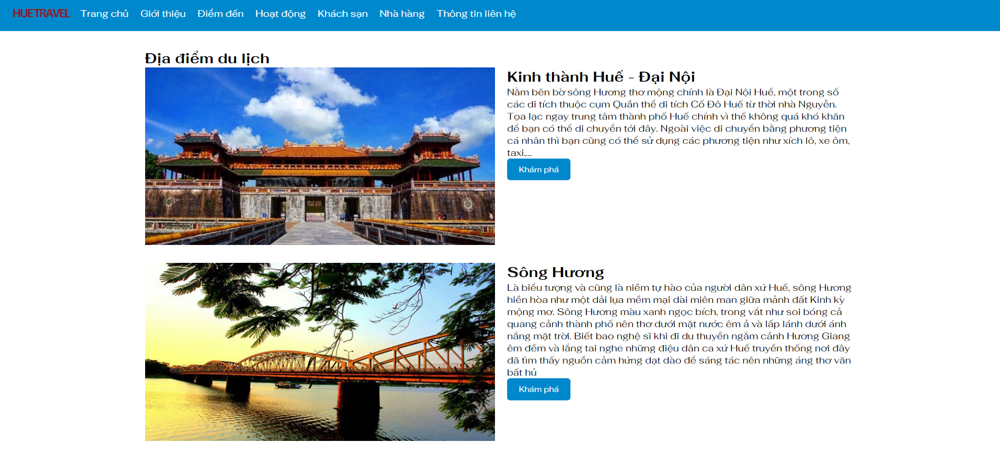 HUETRAVEL Trang chủ Giới thiệu Điểm đến Hoạt động Khách sạn Nhà hàng Thông tin liên hệ
Địa điểm du lịch
Kinh thành Huế - Đại Nội
Nằm bên bờ sông Hương thơ mộng chính là Đại Nội Huế, một trong số
các di tích thuộc cụm Quần thể di tích Cố Đô Huế từ thời nhà Nguyễn.
Tọa lạc ngay trung tâm thành phố Huế chính vì thế không quá khó khăn
để bạn có thể di chuyển tới đây. Ngoài việc di chuyển bằng phương tiện
cá nhân thì bạn cũng có thể sử dụng các phương tiện như xích lô, xe ôm,
taxi,...
Khám phá
Sông Hương
Là biểu tượng và cũng là niềm tự hào của người dân xứ Huế, sông Hương
hiền hòa như một dải lụa mềm mại dài miên man giữa mảnh đất Kinh kỳ
mộng mơ. Sông Hương màu xanh ngọc bích, trong vắt như soi bóng cả
quang cảnh thành phố nên thơ dưới mặt nước êm ả và lấp lánh dưới ánh
nắng mặt trời. Biết bao nghệ sĩ khi đi du thuyền ngắm cảnh Hương Giang
êm đềm và lắng tai nghe những điệu dân ca xứ Huế truyền thống nơi đây
đã tìm thấy nguồn cảm hứng dạt dào để sáng tác nên những áng thơ văn
bất hủ
Khám phá